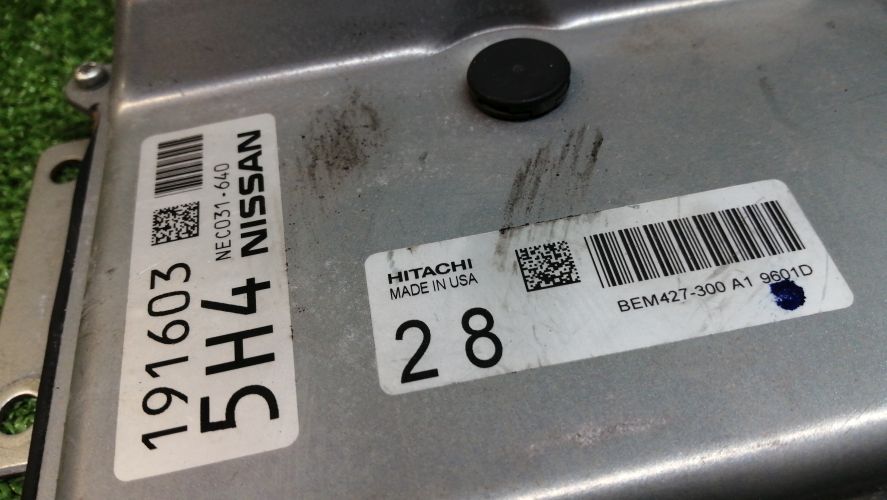 191603
5H4
NEC031-640
NISSAN
HITACHI
MADE IN USA
28
BEM427-300 A1 9601D